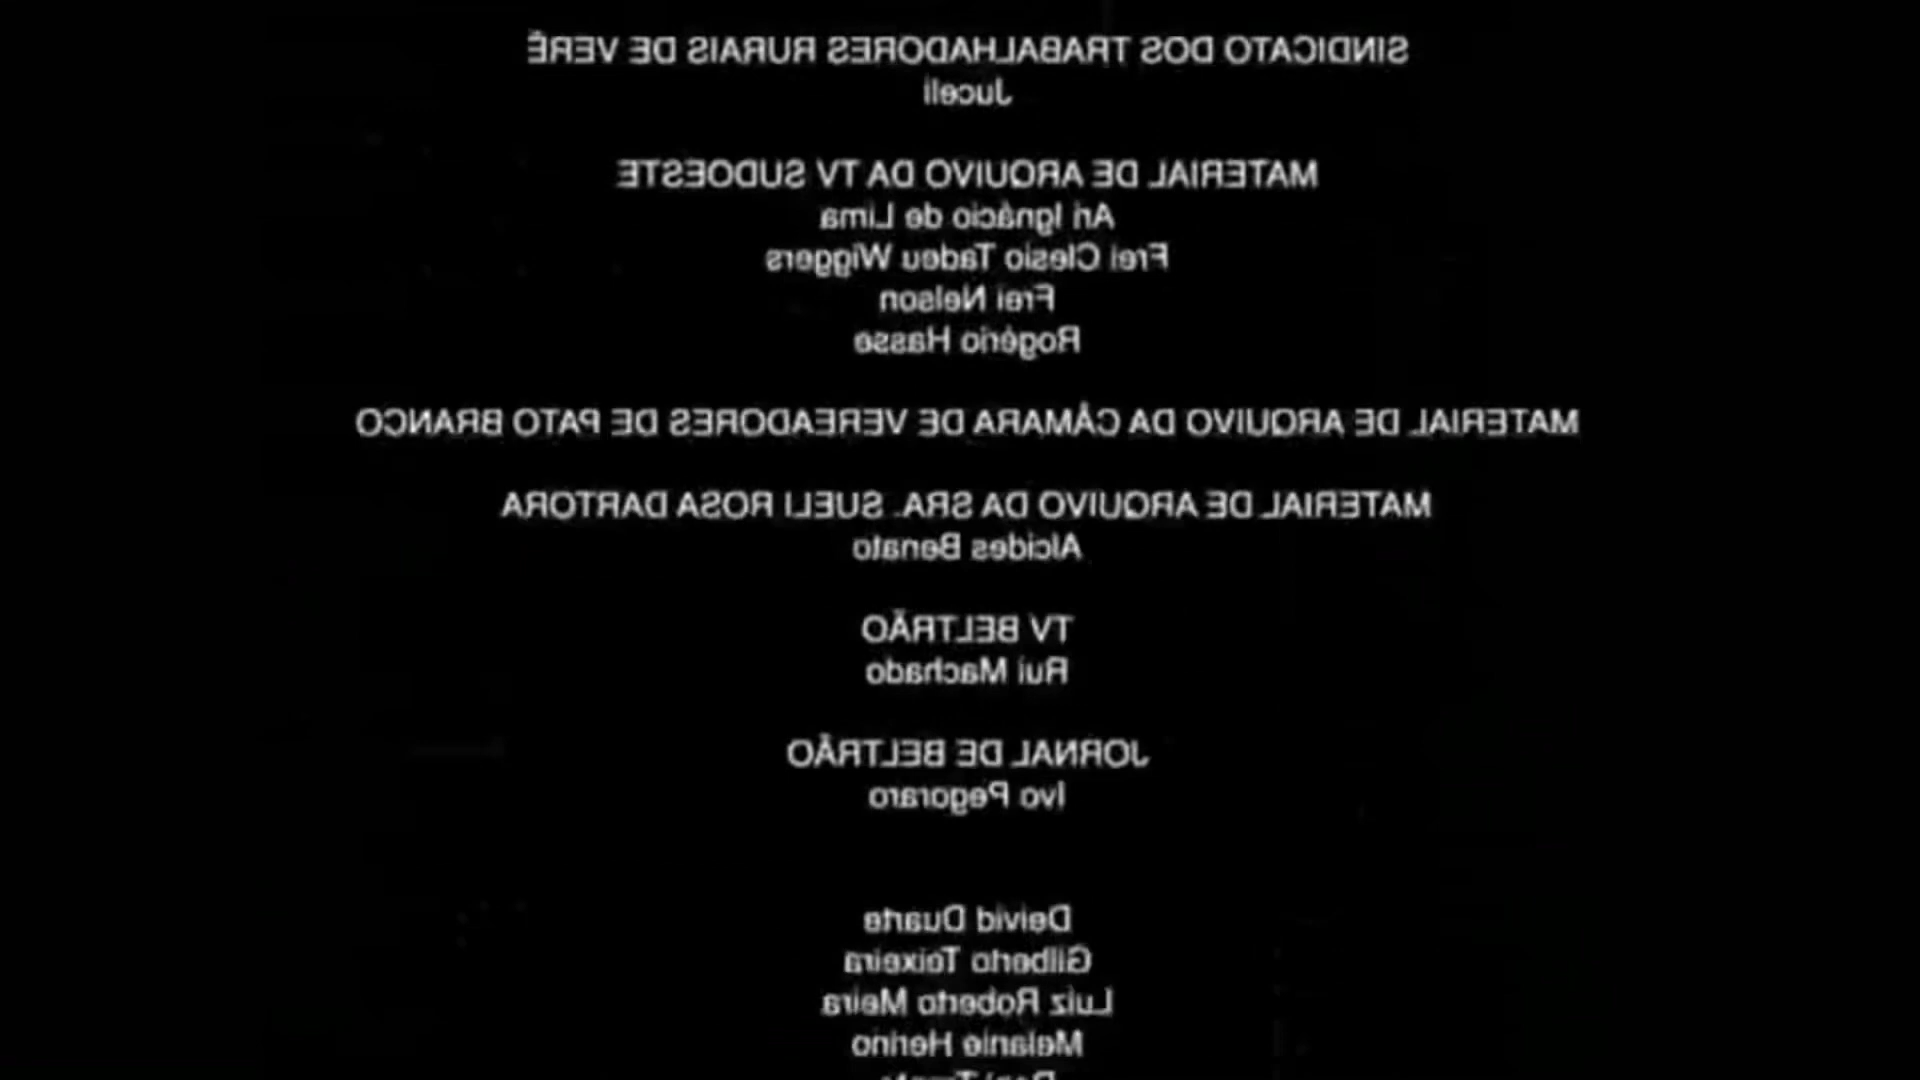 SINDICATO DOS TRABALHADORES RURAIS DE VERÊ
Juceli
MATERIAL DE ARQUIVO DA TV SUDOESTE
Ari Ignácio de Lima
Frei Clesio Tadeu Wiggers
Frei Nelson
Rogério Hasse
MATERIAL DE ARQUIVO DA CÂMARA DE VEREADORES DE PATO BRANCO
MATERIAL DE ARQUIVO DA SRA. SUELI ROSA DARTORA
Alcides Benato
TV BELTRÃO
Rui Machado
JORNAL DE BELTRÃO
Ivo Pegoraro
Deivid Duarte
Gilberto Teixeira
Luiz Roberto Meira
Melanie Herino